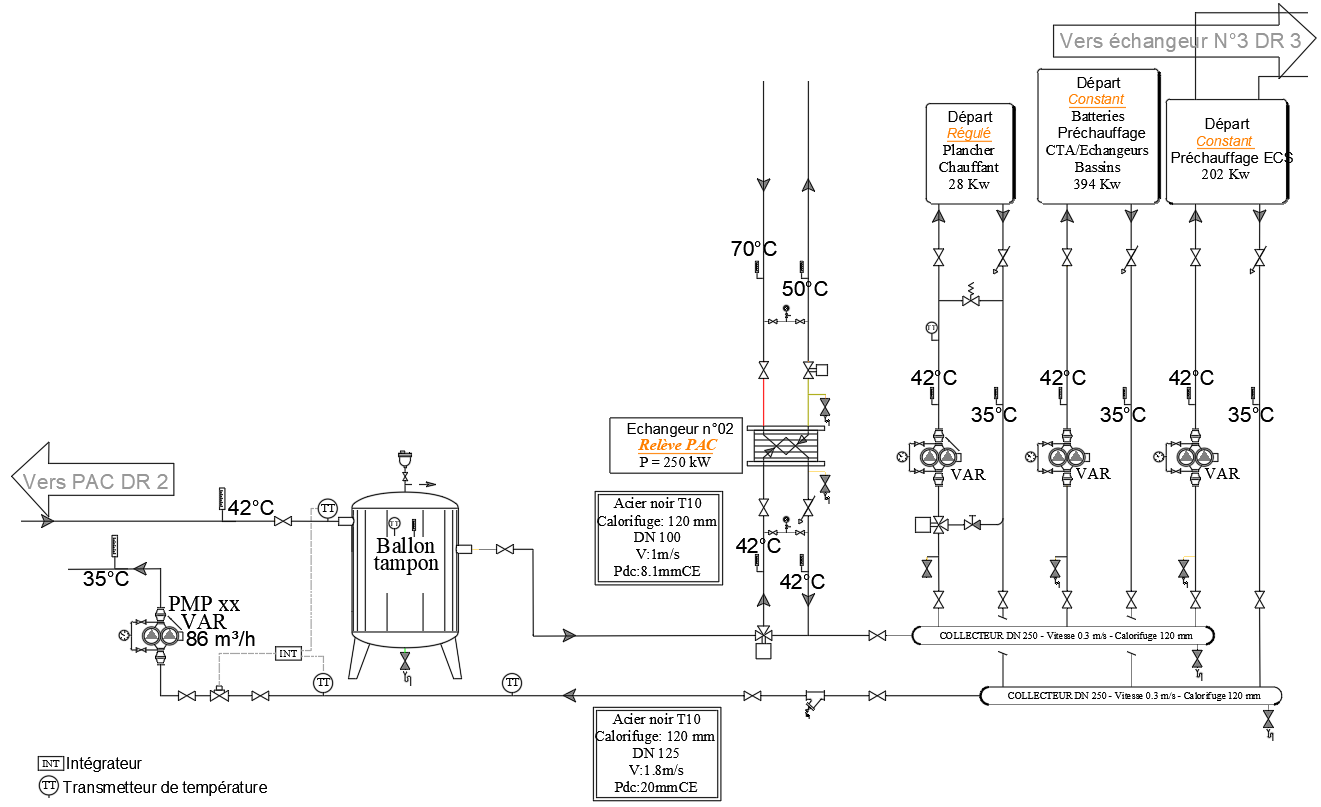 Vers échangeur N°3 DR 3
Départ
Régulé
Plancher
Chauffant
28 Kw
Départ
Constant
Batteries
Préchauffage
CTA/Echangeurs
Bassins
394 Kw
Départ
Constant
Préchauffage ECS
202 Kw
70°C
50°C
TT
42°C
35°C
42°C
35°C
42°C
35°C
Echangeur n°02
Relève PAC
P = 250 kW
VAR
VAR
VAR
Vers PAC DR 2
42°C
TT
Acier noir T10
Calorifuge: 120 mm
DN 100
V:1m/s
Pdc:8.1mmCE
TT
Ballon
tampon
42°C
42°C
35°C
PMP xx
VAR
86 m³/h
INT
COLLECTEUR DN 250 - Vitesse 0.3 m/s - Calorifuge 120 mm
TT
TT
COLLECTEUR DN 250 - Vitesse 0.3 m/s - Calorifuge 120 mm
Acier noir T10
Calorifuge: 120 mm
DN 125
V:1.8m/s
Pdc:20mmCE
INT Intégrateur
TT Transmetteur de température